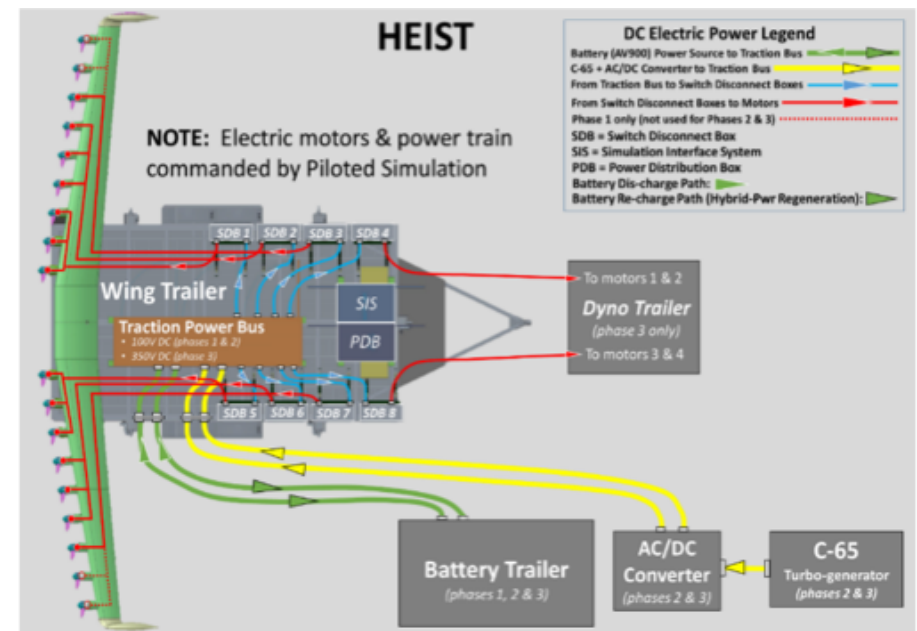 HEIST
DC Electric Power Legend
Battery (AV900) Power Source to Traction Bus
C-65 + AC/DC Converter to Traction Bus
From Traction Bus to Switch Disconnect Boxes
From Switch Disconnect Boxes to Motors
Phase 1 only (not used for Phases 2 & 3)
SDB = Switch Disconnect Box
SIS = Simulation Interface System
PDB = Power Distribution Box
Battery Dis-charge Path:
Battery Re-charge Path (Hybrid-Pwr Regeneration):
NOTE: Electric motors & power train
commanded by Piloted Simulation
SDB 1 SDB 2 SDB 3 SDB 4
Wing Trailer
SIS
PDB
Traction Power Bus
• 100V DC (phases 1 & 2)
• 350V DC (phase 3)
To motors 1 & 2
Dyno Trailer
(phase 3 only)
To motors 3 & 4
SDB 5 SDB 6 SDB 7 SDB 8
Battery Trailer
(phases 1, 2 & 3)
AC/DC
Converter
(phases 2 & 3)
C-65
Turbo-generator
(phases 2 & 3)